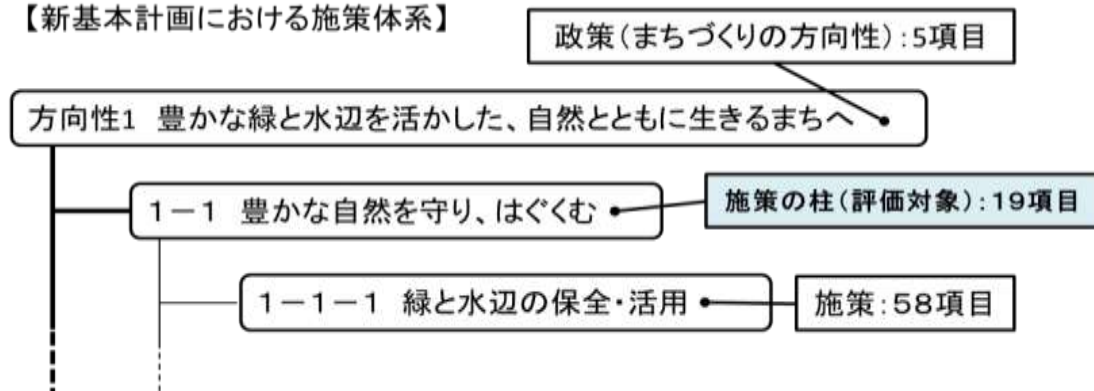 【新基本計画における施策体系】
政策(まちづくりの方向性):5項目
方向性1 豊かな緑と水辺を活かした、自然とともに生きるまちへ
1-1 豊かな自然を守り、はぐくむ
施策の柱(評価対象):19項目
1-1-1 緑と水辺の保全・活用
施策:58項目